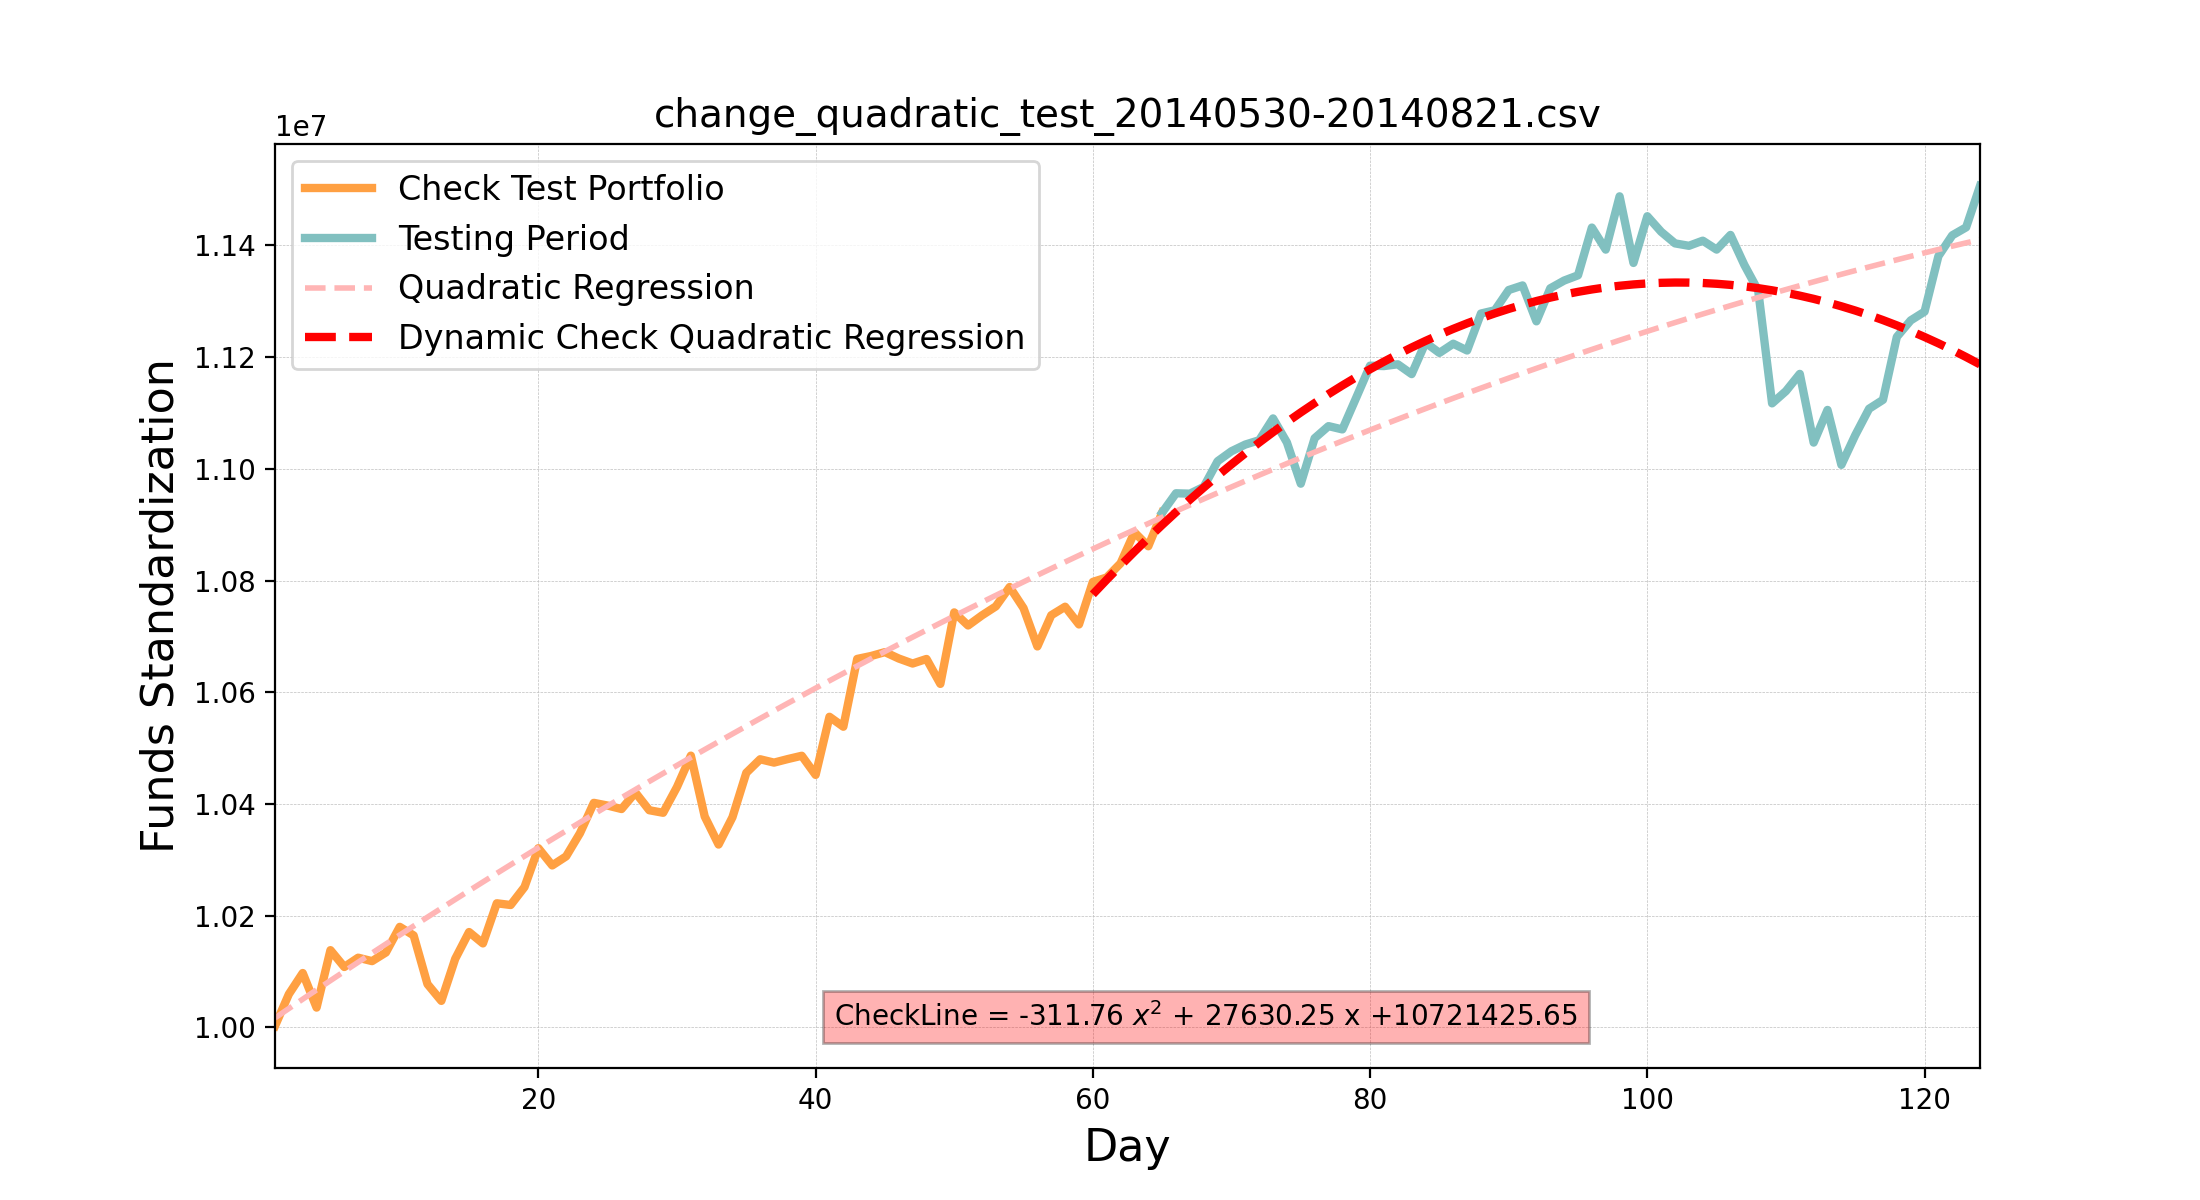 change_quadratic_test_20140530-20140821.csv
1e7
Check Test Portfolio
Testing Period
Quadratic Regression
Dynamic Check Quadratic Regression
1.14
1.12
1.10
1.08
1.06
1.04
1.02
1.00
Funds Standardization
CheckLine = -311.76 x² + 27630.25 x +10721425.65
20 40 60 80 100 120
Day